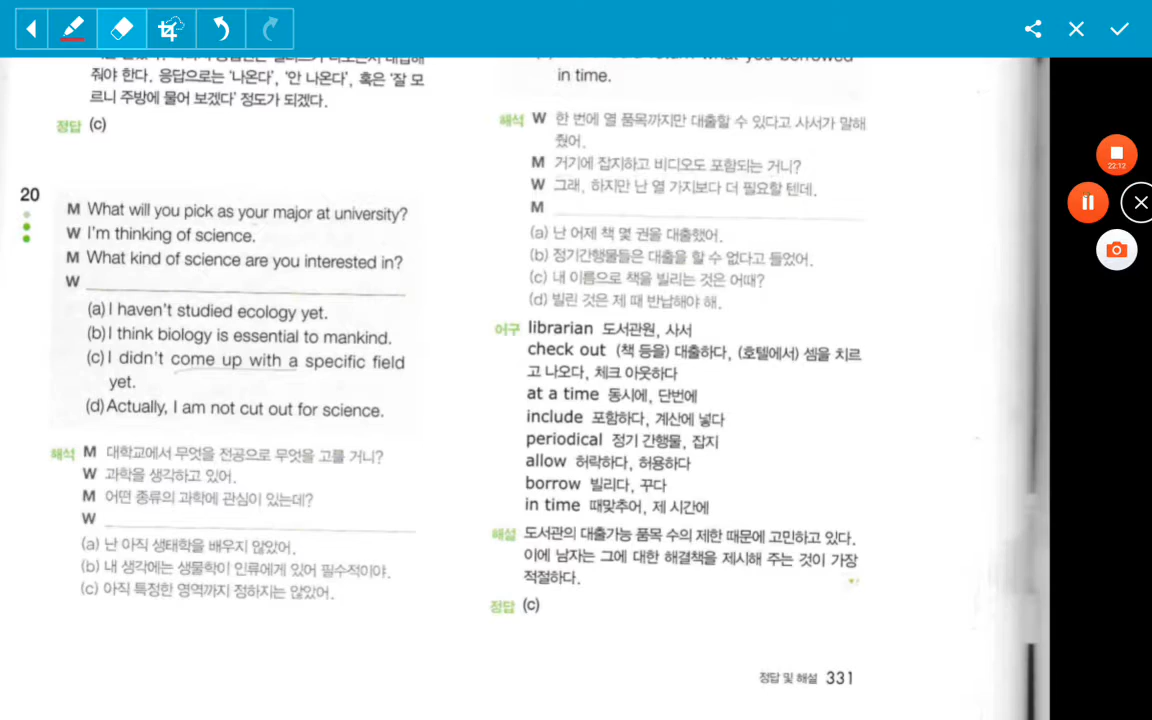 줘야 한다. 응답으로는 '나온다', '안 나온다', 혹은 '잘 모
르니 주방에 물어 보겠다' 정도가 되겠다.
정답 (c)
20
M What will you pick as your major at university?
W I'm thinking of science.
M What kind of science are you interested in?
W
(a) I haven't studied ecology yet.
(b) I think biology is essential to mankind.
(c) I didn't come up with a specific field
yet.
(d) Actually, I am not cut out for science.
해석 M 대학교에서 무엇을 전공으로 무엇을 고를 거니?
W 과학을 생각하고 있어.
M 어떤 종류의 과학에 관심이 있는데?
W
(a) 난 아직 생태학을 배우지 않았어.
(b) 내 생각에는 생물학이 인류에게 있어 필수적이야.
(c) 아직 특정한 영역까지 정하지는 않았어.
in time.
해석 W 한 번에 열 품목까지만 대출할 수 있다고 사서가 말해
줬어.
M 거기에 잡지하고 비디오도 포함되는 거니?
W 그래, 하지만 난 열 가지보다 더 필요할 텐데.
M
(a) 난 어제 책 몇 권을 대출했어.
(b) 정기간행물들은 대출을 할 수 없다고 들었어.
(c) 내 이름으로 책을 빌리는 것은 어때?
(d) 빌린 것은 제 때 반납해야 해.
어구 librarian 도서관원, 사서
check out (책 등을) 대출하다, (호텔에서) 셈을 치르
고 나오다, 체크 아웃하다
at a time 동시에, 단번에
include 포함하다, 계산에 넣다
periodical 정기 간행물, 잡지
allow 허락하다, 허용하다
borrow 빌리다, 꾸다
in time 때맞추어, 제 시간에
해설 도서관의 대출가능 품목 수의 제한 때문에 고민하고 있다.
이에 남자는 그에 대한 해결책을 제시해 주는 것이 가장
적절하다.
정답 (c)
정답 및 해설 331
22:12